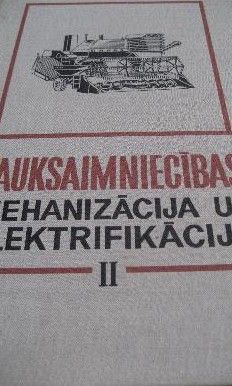 AUKSAIMNIECĪBAS
EHANIZĀCIJA U
LEKTRIFIKĀCIJ
II